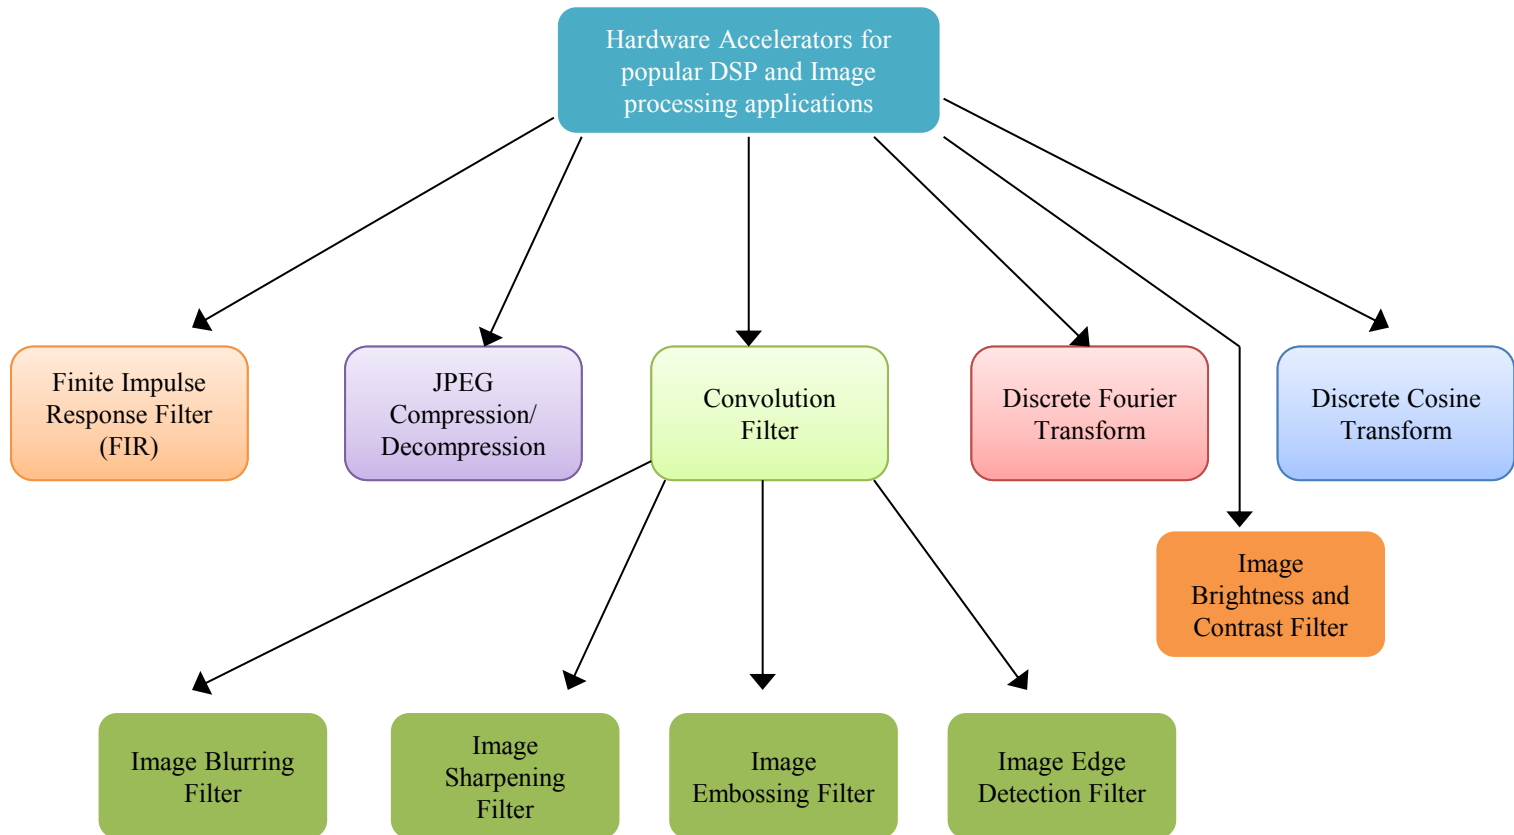 Hardware Accelerators for
popular DSP and Image
processing applications
Finite Impulse
Response Filter
(FIR)
JPEG
Compression/
Decompression
Convolution
Filter
Discrete Fourier
Transform
Discrete Cosine
Transform
Image
Brightness and
Contrast Filter
Image Blurring
Filter
Image
Sharpening
Filter
Image
Embossing Filter
Image Edge
Detection Filter